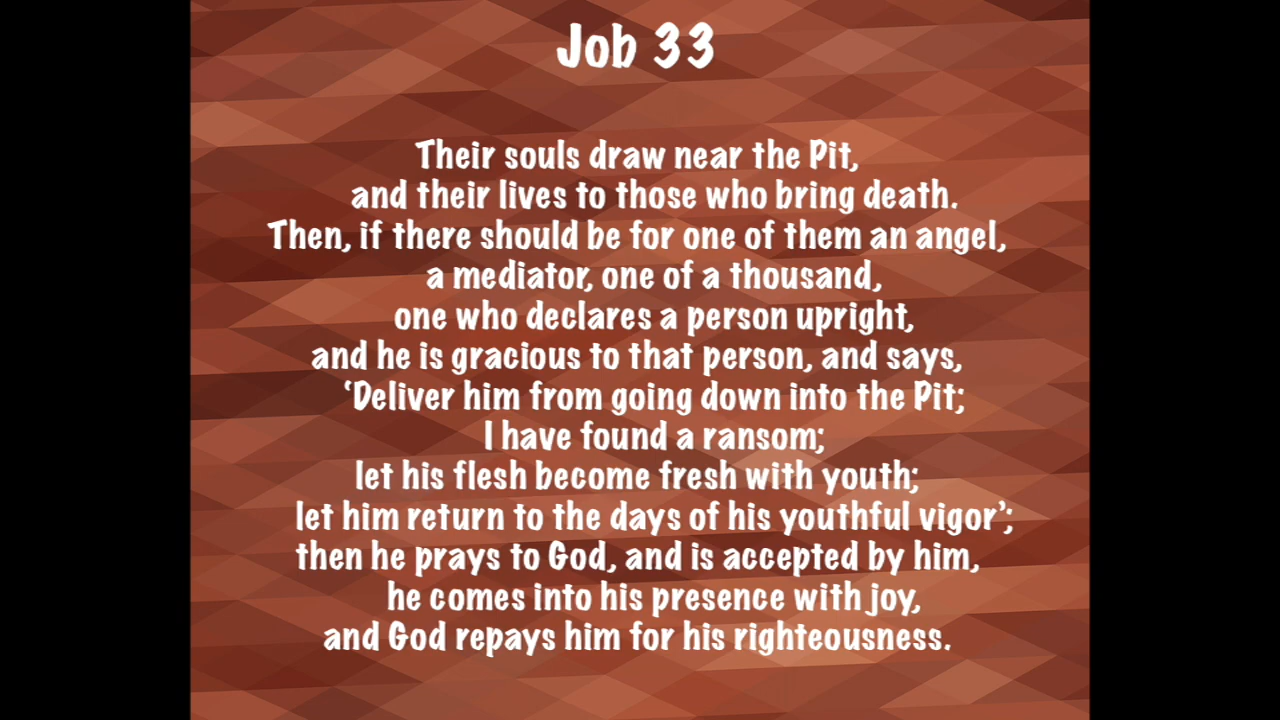 Job 33
Their souls draw near the Pit,
and their lives to those who bring death.
Then, if there should be for one of them an angel,
a mediator, one of a thousand,
one who declares a person upright,
and he is gracious to that person, and says,
‘Deliver him from going down into the Pit;
I have found a ransom;
let his flesh become fresh with youth;
let him return to the days of his youthful vigor’;
then he prays to God, and is accepted by him,
he comes into his presence with joy,
and God repays him for his righteousness.